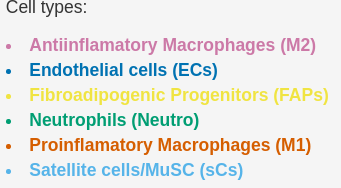 Cell types:
• Antiinflamatory Macrophages (M2)
• Endothelial cells (ECs)
• Fibroadipogenic Progenitors (FAPs)
• Neutrophils (Neutro)
• Proinflamatory Macrophages (M1)
• Satellite cells/MuSC (sCs)